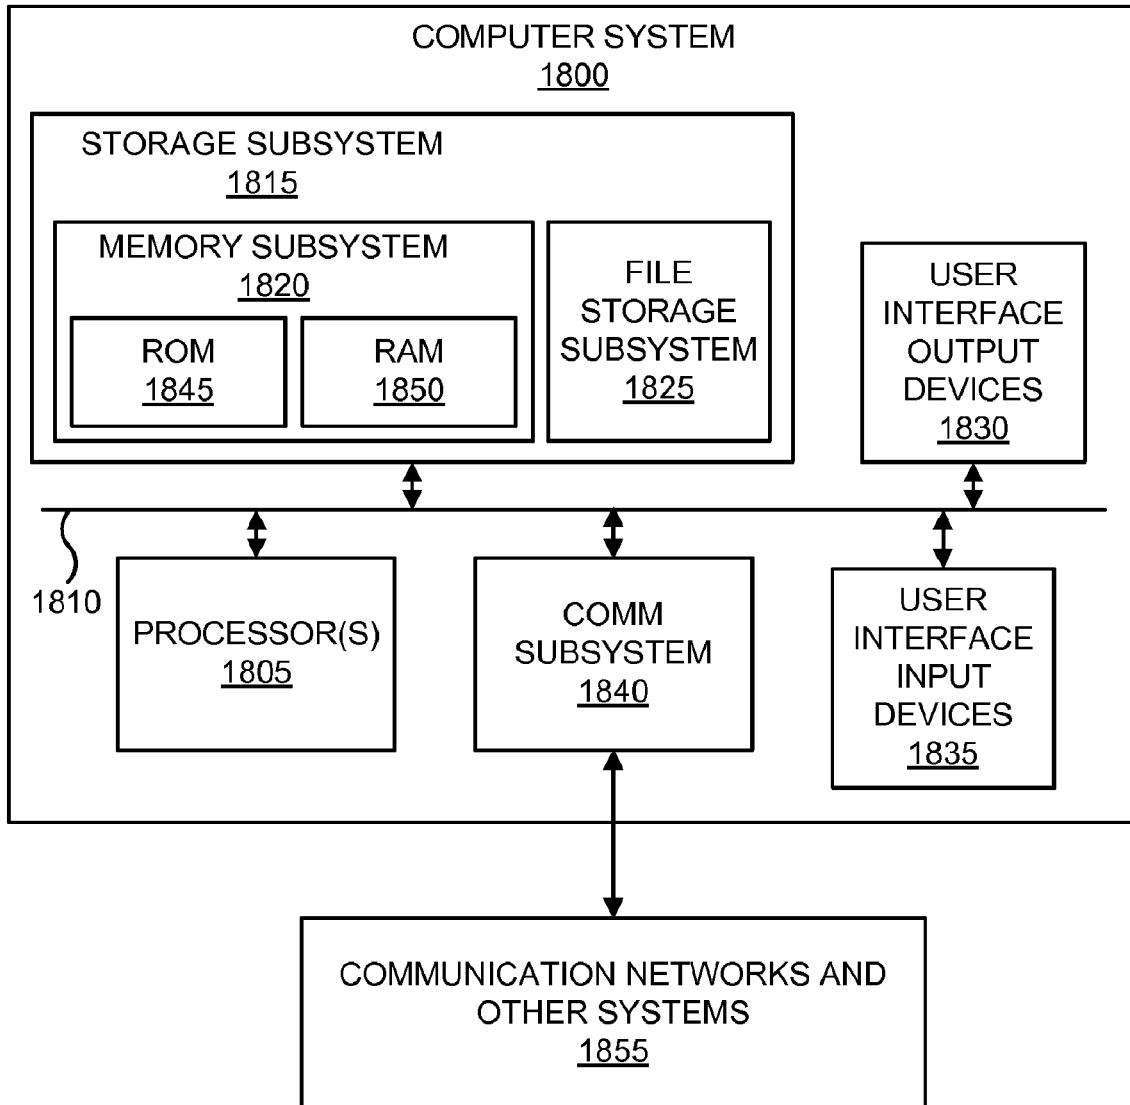 COMPUTER SYSTEM
1800
STORAGE SUBSYSTEM
1815
MEMORY SUBSYSTEM
1820
ROM
1845
RAM
1850
FILE
STORAGE
SUBSYSTEM
1825
USER
INTERFACE
OUTPUT
DEVICES
1830
1810
PROCESSOR(S)
1805
COMM
SUBSYSTEM
1840
USER
INTERFACE
INPUT
DEVICES
1835
COMMUNICATION NETWORKS AND
OTHER SYSTEMS
1855